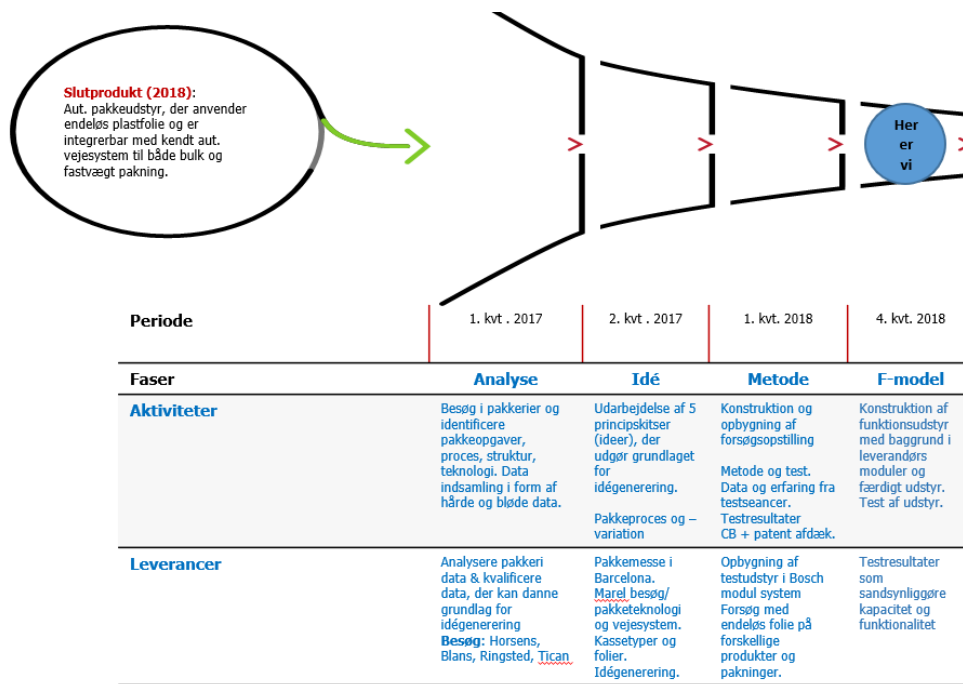 Slutprodukt (2018):
Aut. pakkeudstyr, der anvender
endeløs plastfolie og er
integrerbar med kendt aut.
vejesystem til både bulk og
fastvægt pakning.
>
>
>
Her
er
vi
>
Periode
1. kvt . 2017
2. kvt . 2017
1. kvt. 2018
4. kvt. 2018
Faser
Analyse
Idé
Metode
F-model
Aktiviteter
Besøg i pakkerier og
identificere
pakkeopgaver,
proces, struktur,
teknologi. Data
indsamling i form af
hårde og bløde data.
Udarbejdelse af 5
principskitser
(ideer), der
udgør grundlaget
for
idégenerering.
Pakkeproces og –
variation
Konstruktion og
opbygning af
forsøgsopstilling
Metode og test.
Data og erfaring fra
testseancer.
Testresultater
CB + patent afdæk.
Konstruktion af
funktionsudstyr
med baggrund i
leverandørs
moduler og
færdigt udstyr.
Test af udstyr.
Leverancer
Analysere pakkeri
data & kvalificere
data, der kan danne
grundlag for
idégenerering
Besøg: Horsens,
Blans, Ringsted, Tican
Pakkemesse i
Barcelona.
Marel besøg/
pakketeknologi
og vejesystem.
Kassetyper og
folier.
Idégenerering.
Opbygning af
testudstyr i Bosch
modul system
Forsøg med
endeløs folie på
forskellige
produkter og
pakninger.
Testresultater
som
sandsynliggøre
kapacitet og
funktionalitet